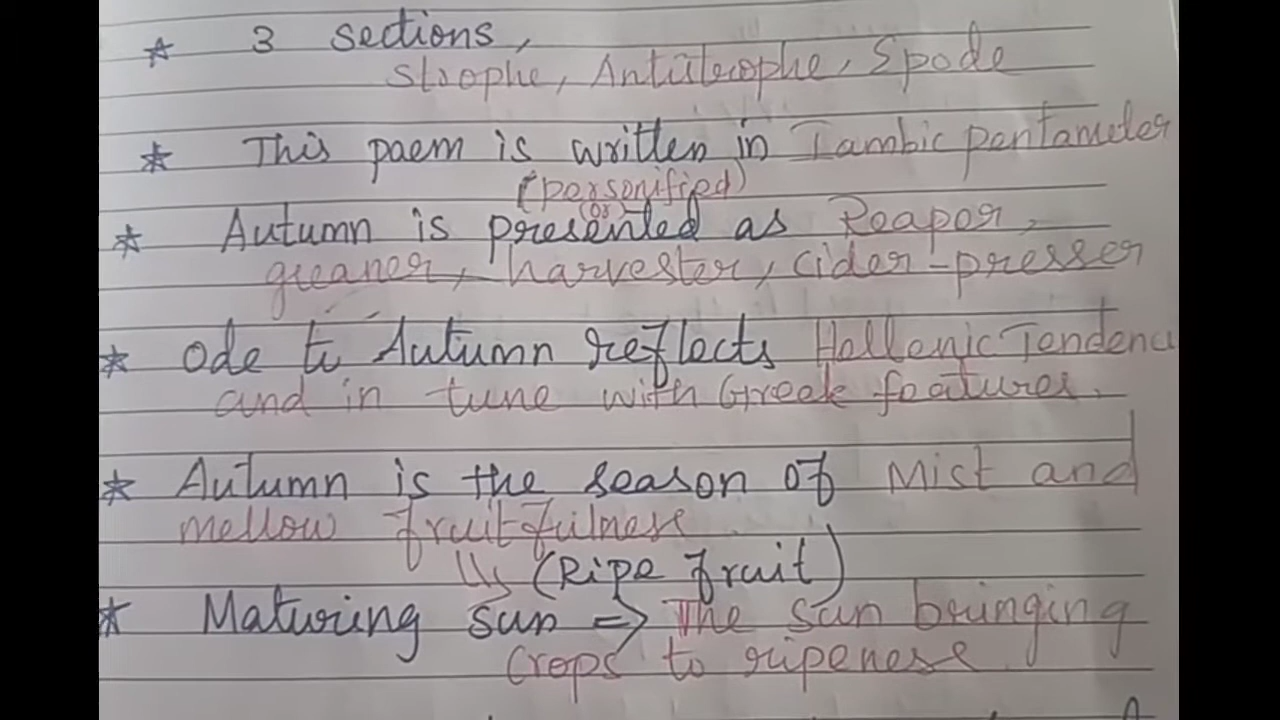 ★ 3 sections,
Strophe, Antistrophe, Epode
★ This paem is written in Iambic pentameter
(personified)
(or)
★ Autumn is presented as Reaper,
gleaner, harvester, cider-presser
★ Ode to Autumn reflects Hellenic Tendenc
and in tune with Greek features.
★ Autumn is the season of Mist and
mellow fruitfulness
↳ (Ripe fruit)
★ Maturing sun => The sun bringing
crops to ripeness